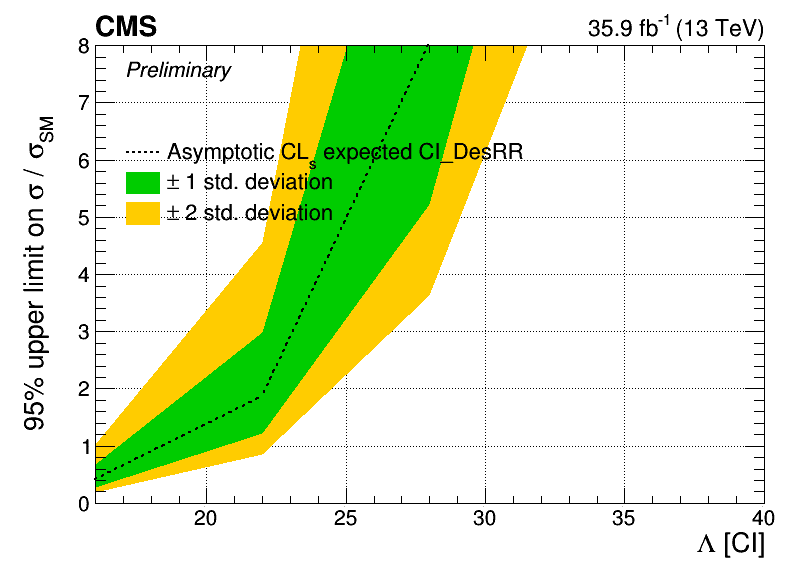 CMS
35.9 fb-1 (13 TeV)
Preliminary
8
7
6
5
4
3
2
1
0
95% upper limit on σ / σSM
Asymptotic CLs expected CI_DesRR
± 1 std. deviation
± 2 std. deviation
20 25 30 35 40
Λ [CI]